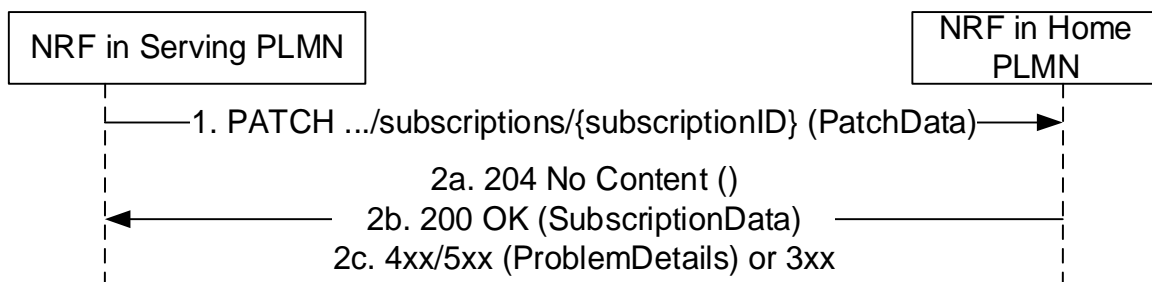 NRF in Serving PLMN
NRF in Home
PLMN
1. PATCH .../subscriptions/{subscriptionID} (PatchData)
2a. 204 No Content ()
2b. 200 OK (SubscriptionData)
2c. 4xx/5xx (ProblemDetails) or 3xx